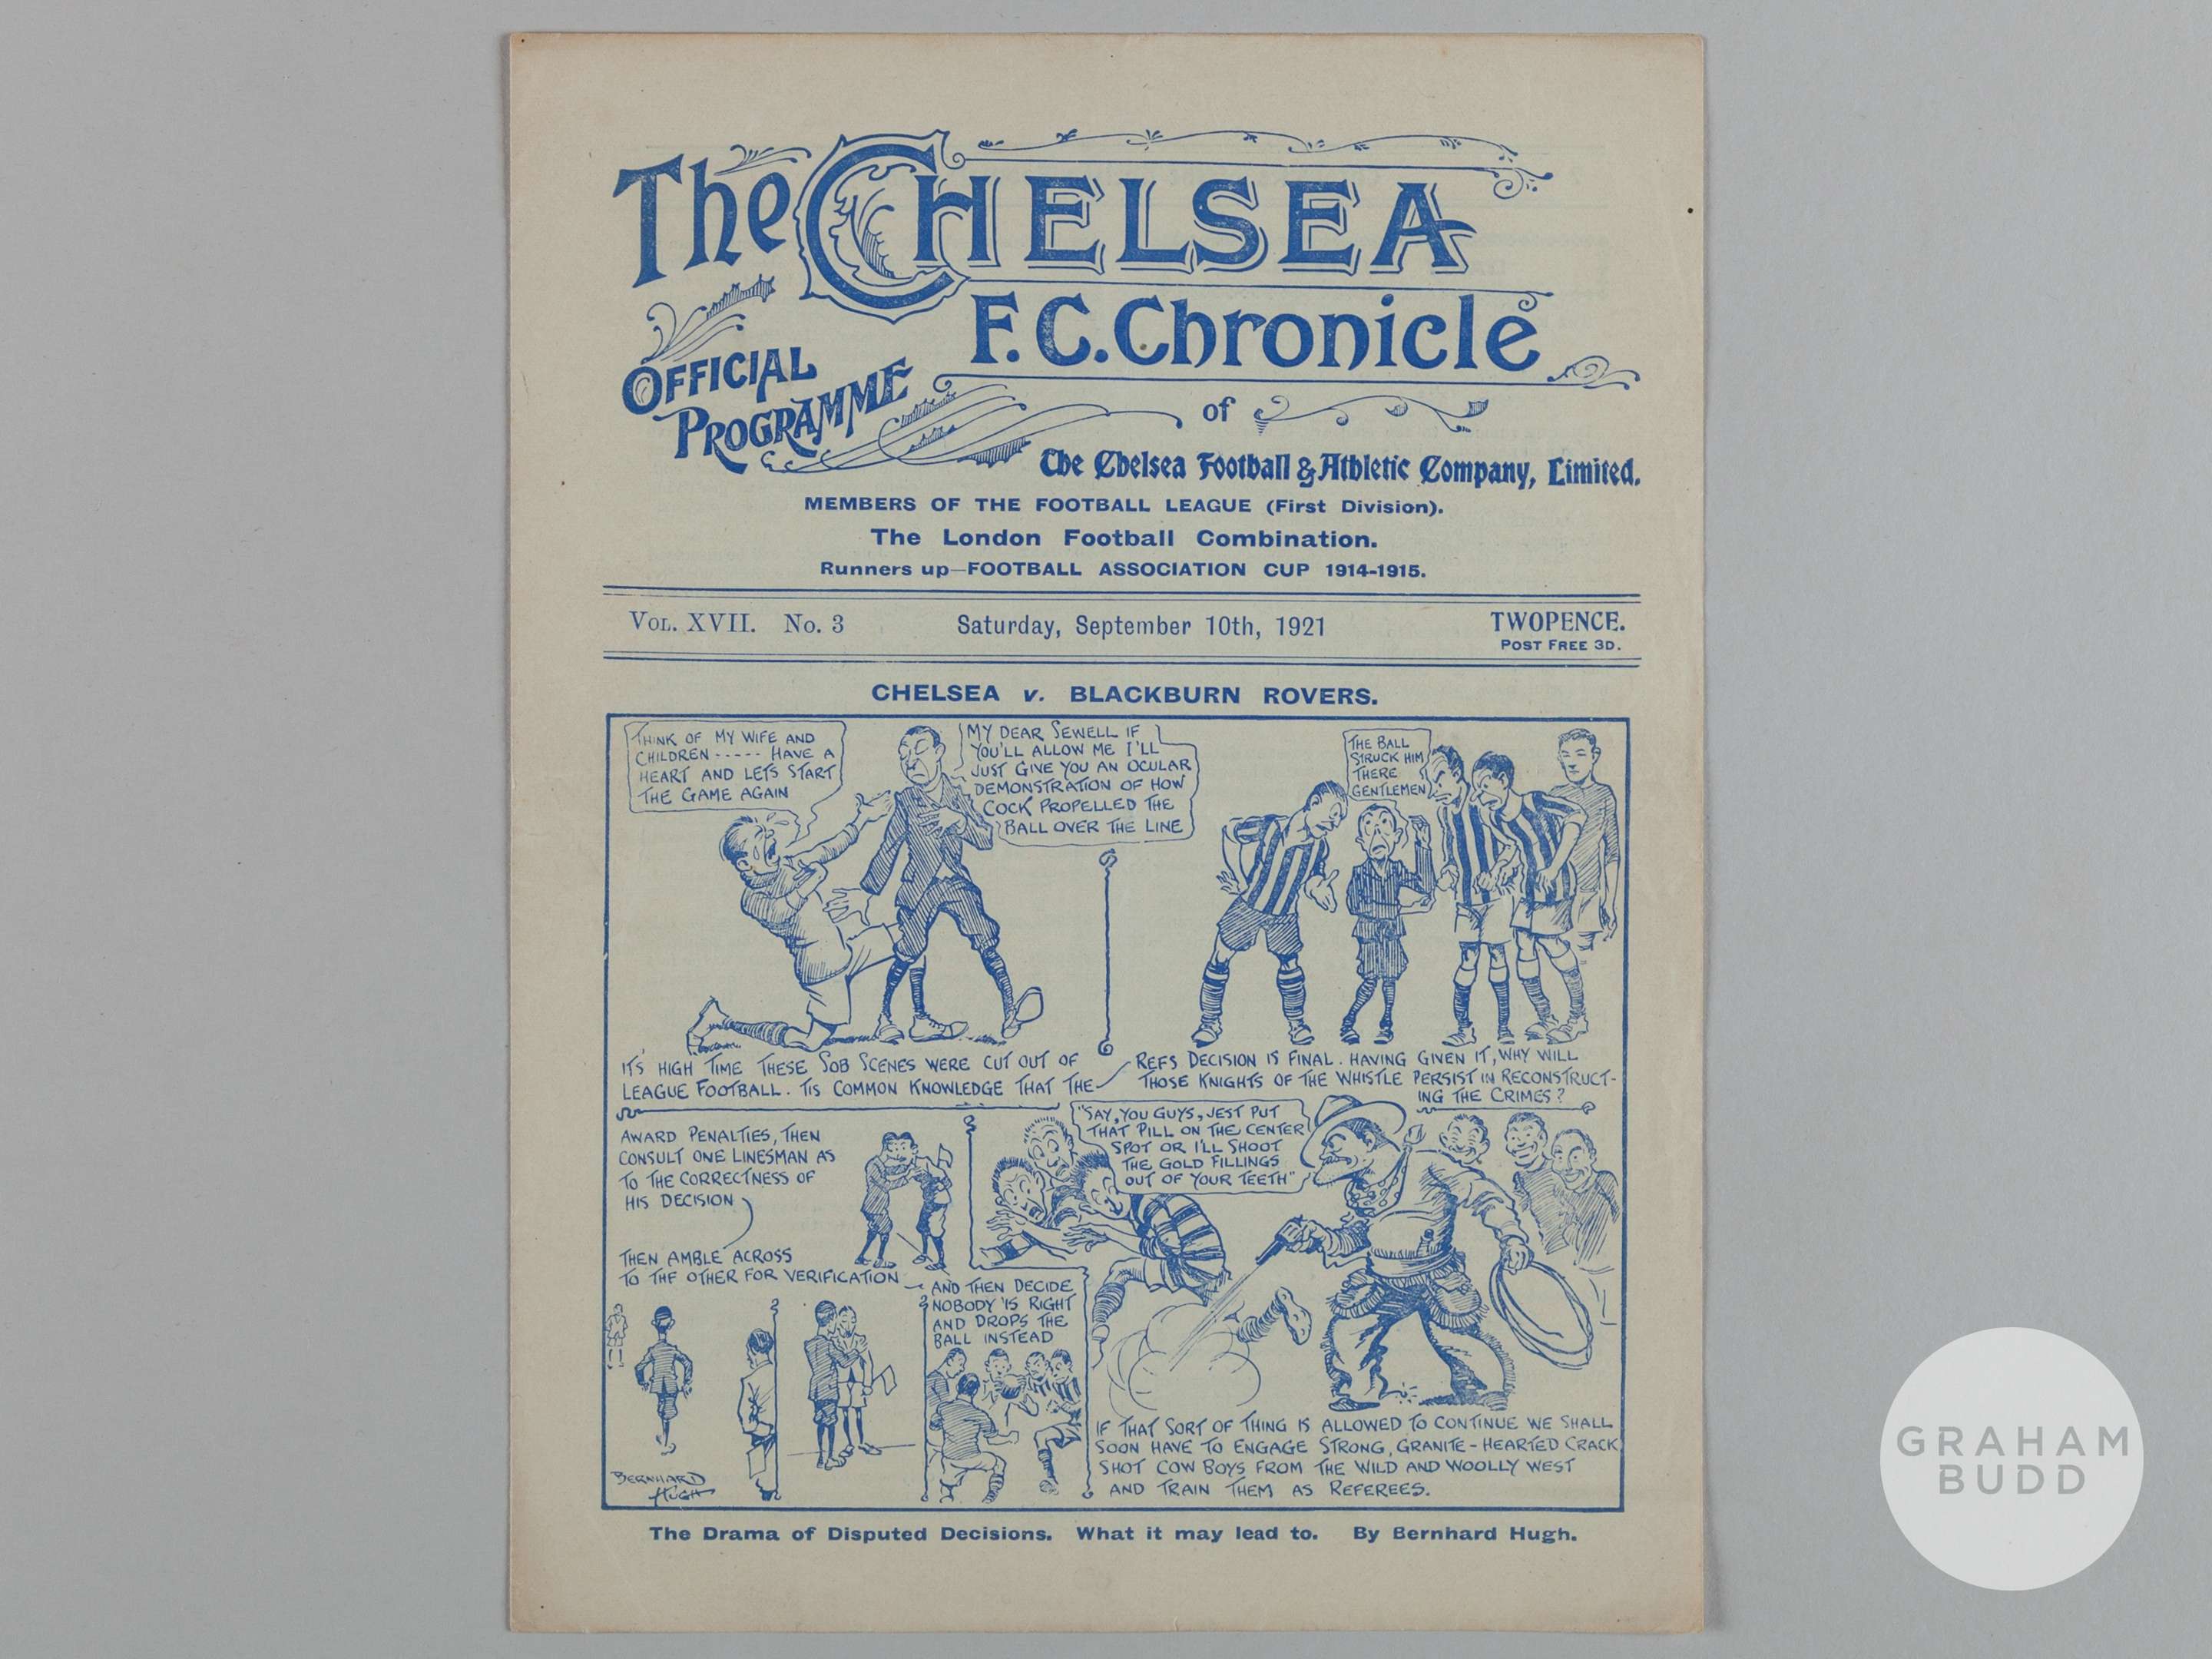 The CHELSEA
F.C. Chronicle
OFFICIAL
PROGRAMME
of
The Chelsea Football & Athletic Company, Limited.
MEMBERS OF THE FOOTBALL LEAGUE (First Division).
The London Football Combination.
Runners up—FOOTBALL ASSOCIATION CUP 1914-1915.
VOL. XVII. No. 3 Saturday, September 10th, 1921 TWOPENCE.
POST FREE 3D.
CHELSEA v. BLACKBURN ROVERS.
THINK OF MY WIFE AND
CHILDREN ----- HAVE A
HEART AND LETS START
THE GAME AGAIN
MY DEAR SEWELL IF
YOU'LL ALLOW ME I'LL
JUST GIVE YOU AN OCULAR
DEMONSTRATION OF HOW
COCK PROPELLED THE
BALL OVER THE LINE
THE BALL
STRUCK HIM
THERE
GENTLEMEN
IT'S HIGH TIME THESE SOB SCENES WERE CUT OUT OF
LEAGUE FOOTBALL. TIS COMMON KNOWLEDGE THAT THE
REFS DECISION IS FINAL. HAVING GIVEN IT, WHY WILL
THOSE KNIGHTS OF THE WHISTLE PERSIST IN RECONSTRUCT-
ING THE CRIMES?
AWARD PENALTIES, THEN
CONSULT ONE LINESMAN AS
TO THE CORRECTNESS OF
HIS DECISION
THEN AMBLE ACROSS
TO THE OTHER FOR VERIFICATION
AND THEN DECIDE
NOBODY 'IS RIGHT
AND DROPS THE
BALL INSTEAD
"SAY, YOU GUYS, JEST PUT
THAT PILL ON THE CENTER
SPOT OR I'LL SHOOT
THE GOLD FILLINGS
OUT OF YOUR TEETH"
IF THAT SORT OF THING IS ALLOWED TO CONTINUE WE SHALL
SOON HAVE TO ENGAGE STRONG, GRANITE-HEARTED CRACK
SHOT COW BOYS FROM THE WILD AND WOOLLY WEST
AND TRAIN THEM AS REFEREES.
BERNHARD
HUGH
The Drama of Disputed Decisions. What it may lead to. By Bernhard Hugh.
GRAHAM
BUDD